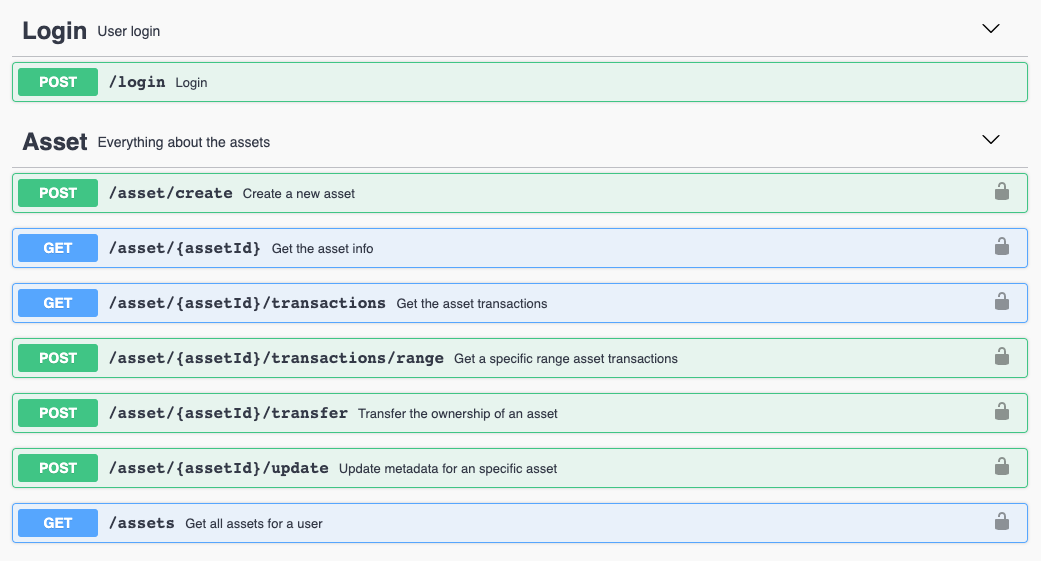 Login User login
POST /login Login
Asset Everything about the assets
POST /asset/create Create a new asset
GET /asset/{assetId} Get the asset info
GET /asset/{assetId}/transactions Get the asset transactions
POST /asset/{assetId}/transactions/range Get a specific range asset transactions
POST /asset/{assetId}/transfer Transfer the ownership of an asset
POST /asset/{assetId}/update Update metadata for an specific asset
GET /assets Get all assets for a user